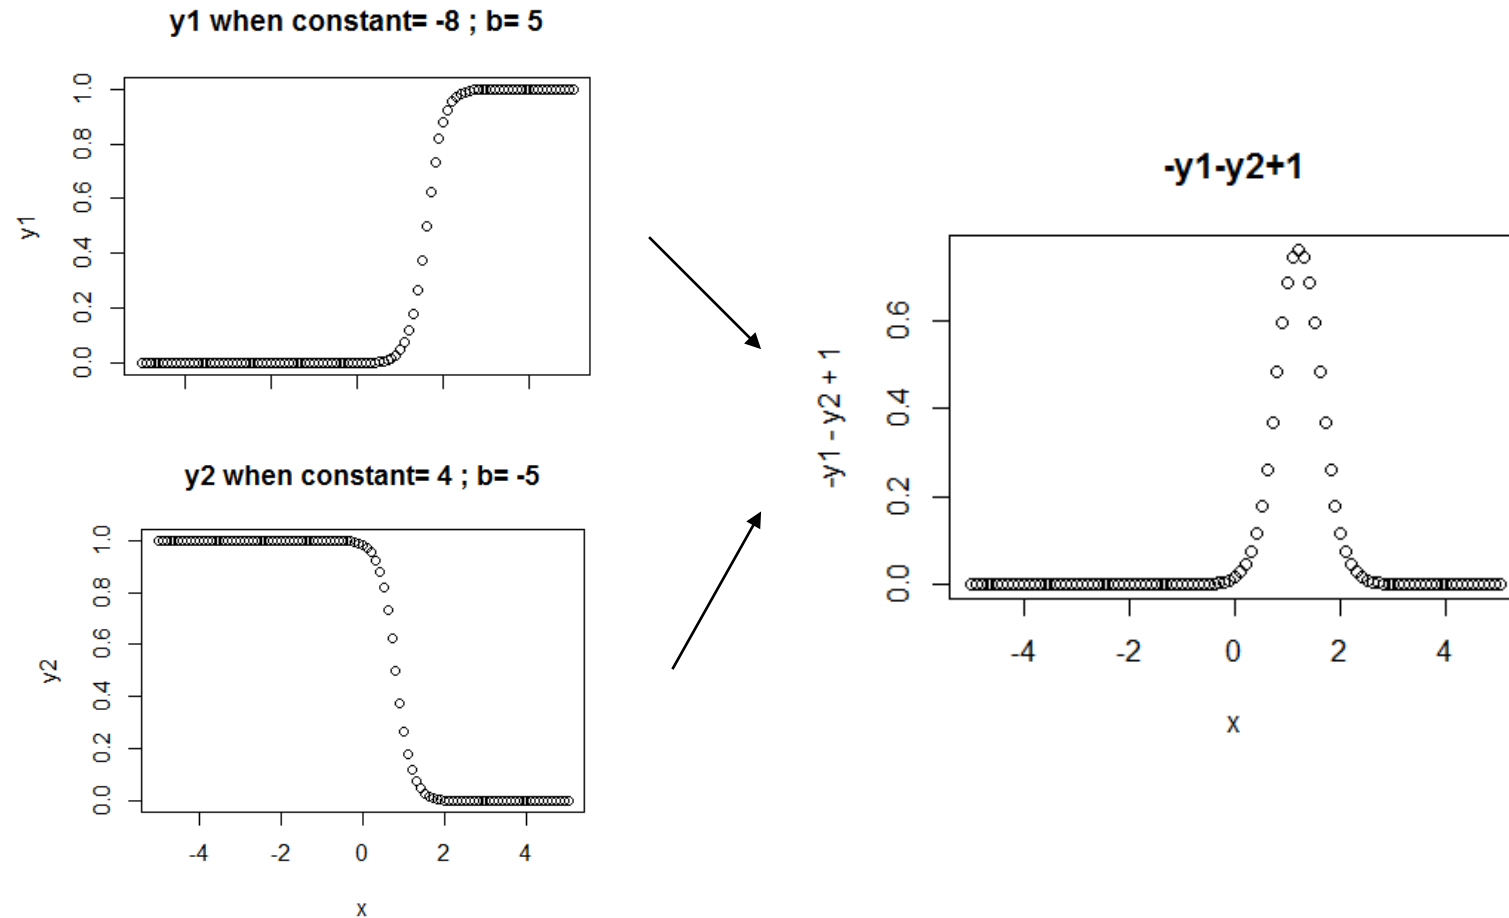 y1 when constant= -8 ; b= 5
y1
0.0 0.2 0.4 0.6 0.8 1.0
y2 when constant= 4 ; b= -5
y2
0.0 0.2 0.4 0.6 0.8 1.0
-4 -2 0 2 4
x
-y1-y2+1
-y1 - y2 + 1
0.0 0.2 0.4 0.6
-4 -2 0 2 4
x